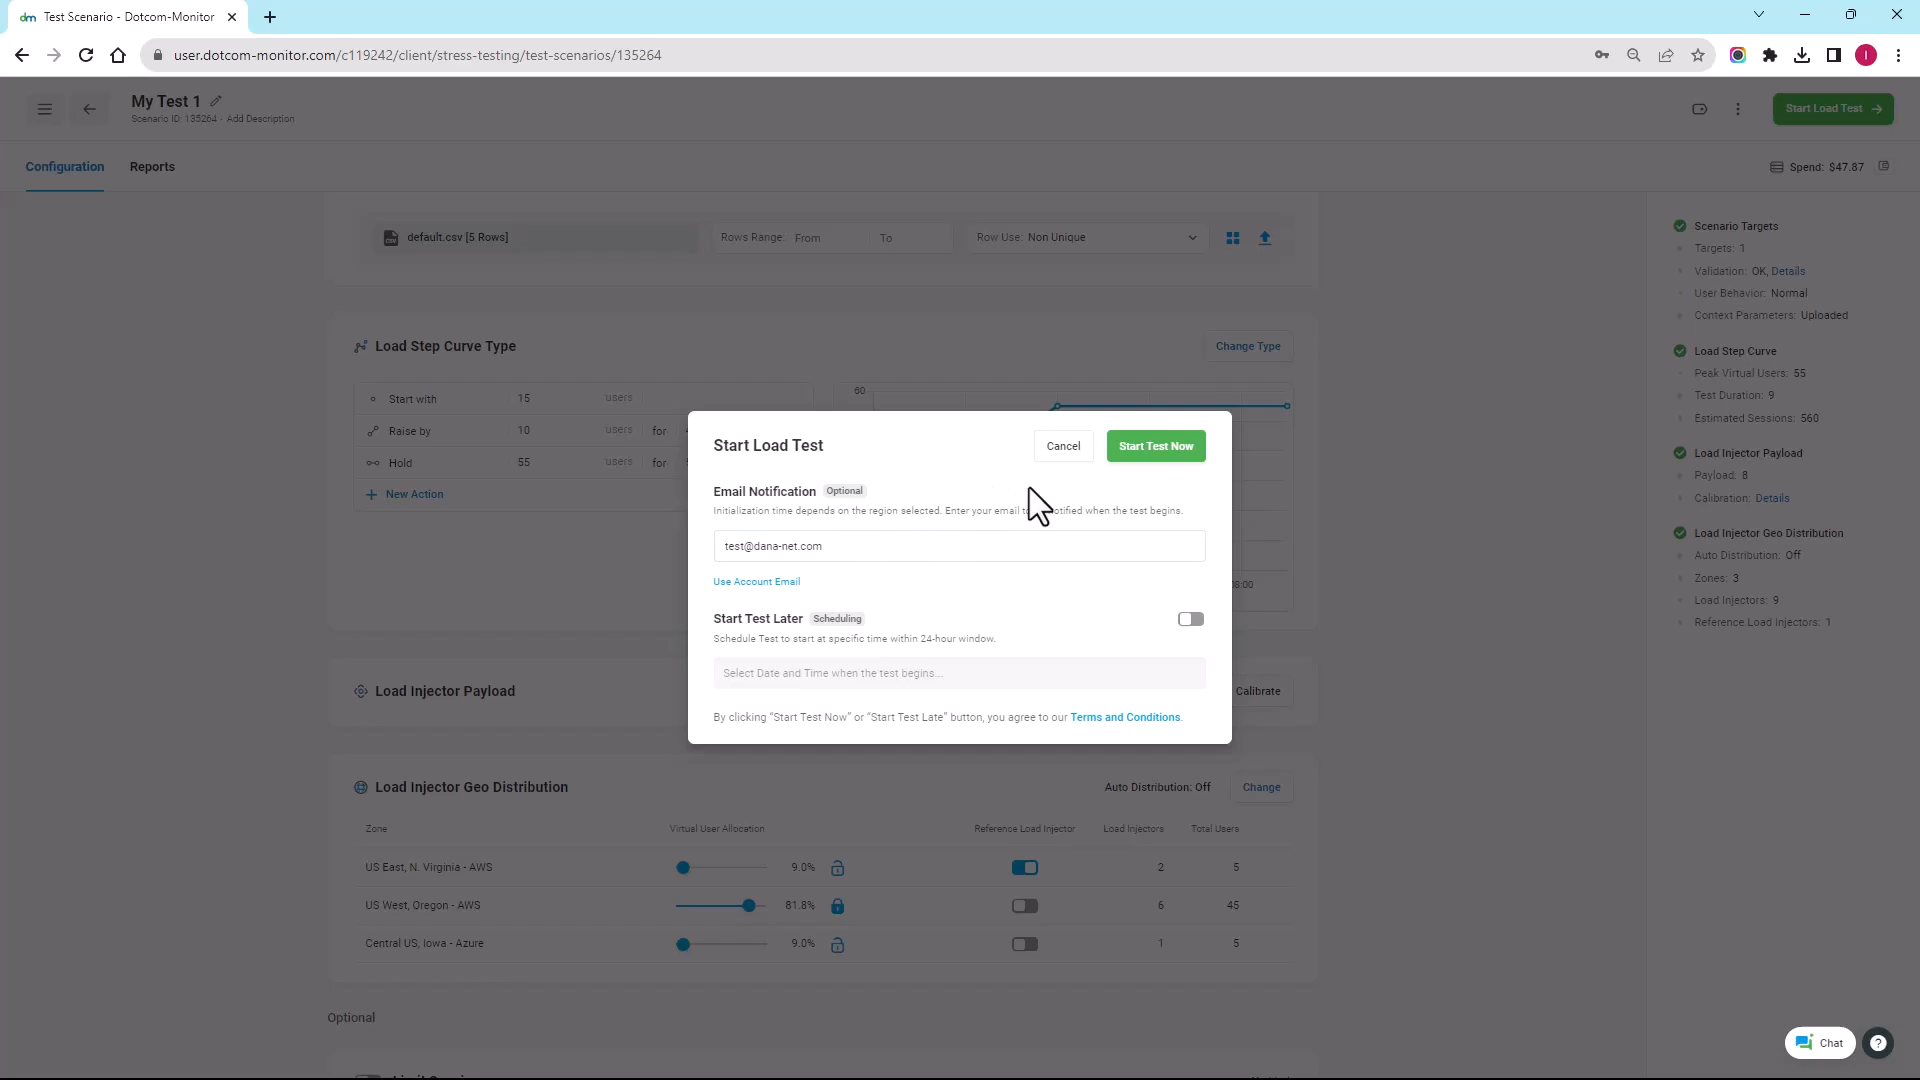 Test Scenario - Dotcom-Monitor
user.dotcom-monitor.com/c119242/client/stress-testing/test-scenarios/135264
My Test 1
Scenario ID: 135264 - Add Description
Start Load Test
Configuration
Reports
Spend: $47.87
default.csv [5 Rows]
Rows Range: From To
Row Use: Non Unique
Load Step Curve Type
Change Type
Start with 15 users
Raise by 10 users for
Hold 55 users for
New Action
60
08:00
Start Load Test
Cancel
Start Test Now
Email Notification Optional
Initialization time depends on the region selected. Enter your email to notified when the test begins.
test@dana-net.com
Use Account Email
Start Test Later Scheduling
Schedule Test to start at specific time within 24-hour window.
Select Date and Time when the test begins...
By clicking “Start Test Now” or “Start Test Late” button, you agree to our Terms and Conditions.
Load Injector Payload
Calibrate
Load Injector Geo Distribution
Auto Distribution: Off
Change
Zone Virtual User Allocation Reference Load Injector Load Injectors Total Users
US East, N. Virginia - AWS 9.0% 2 5
US West, Oregon - AWS 81.8% 6 45
Central US, Iowa - Azure 9.0% 1 5
Optional
Scenario Targets
Targets: 1
Validation: OK, Details
User Behavior: Normal
Context Parameters: Uploaded
Load Step Curve
Peak Virtual Users: 55
Test Duration: 9
Estimated Sessions: 560
Load Injector Payload
Payload: 8
Calibration: Details
Load Injector Geo Distribution
Auto Distribution: Off
Zones: 3
Load Injectors: 9
Reference Load Injectors: 1
Chat